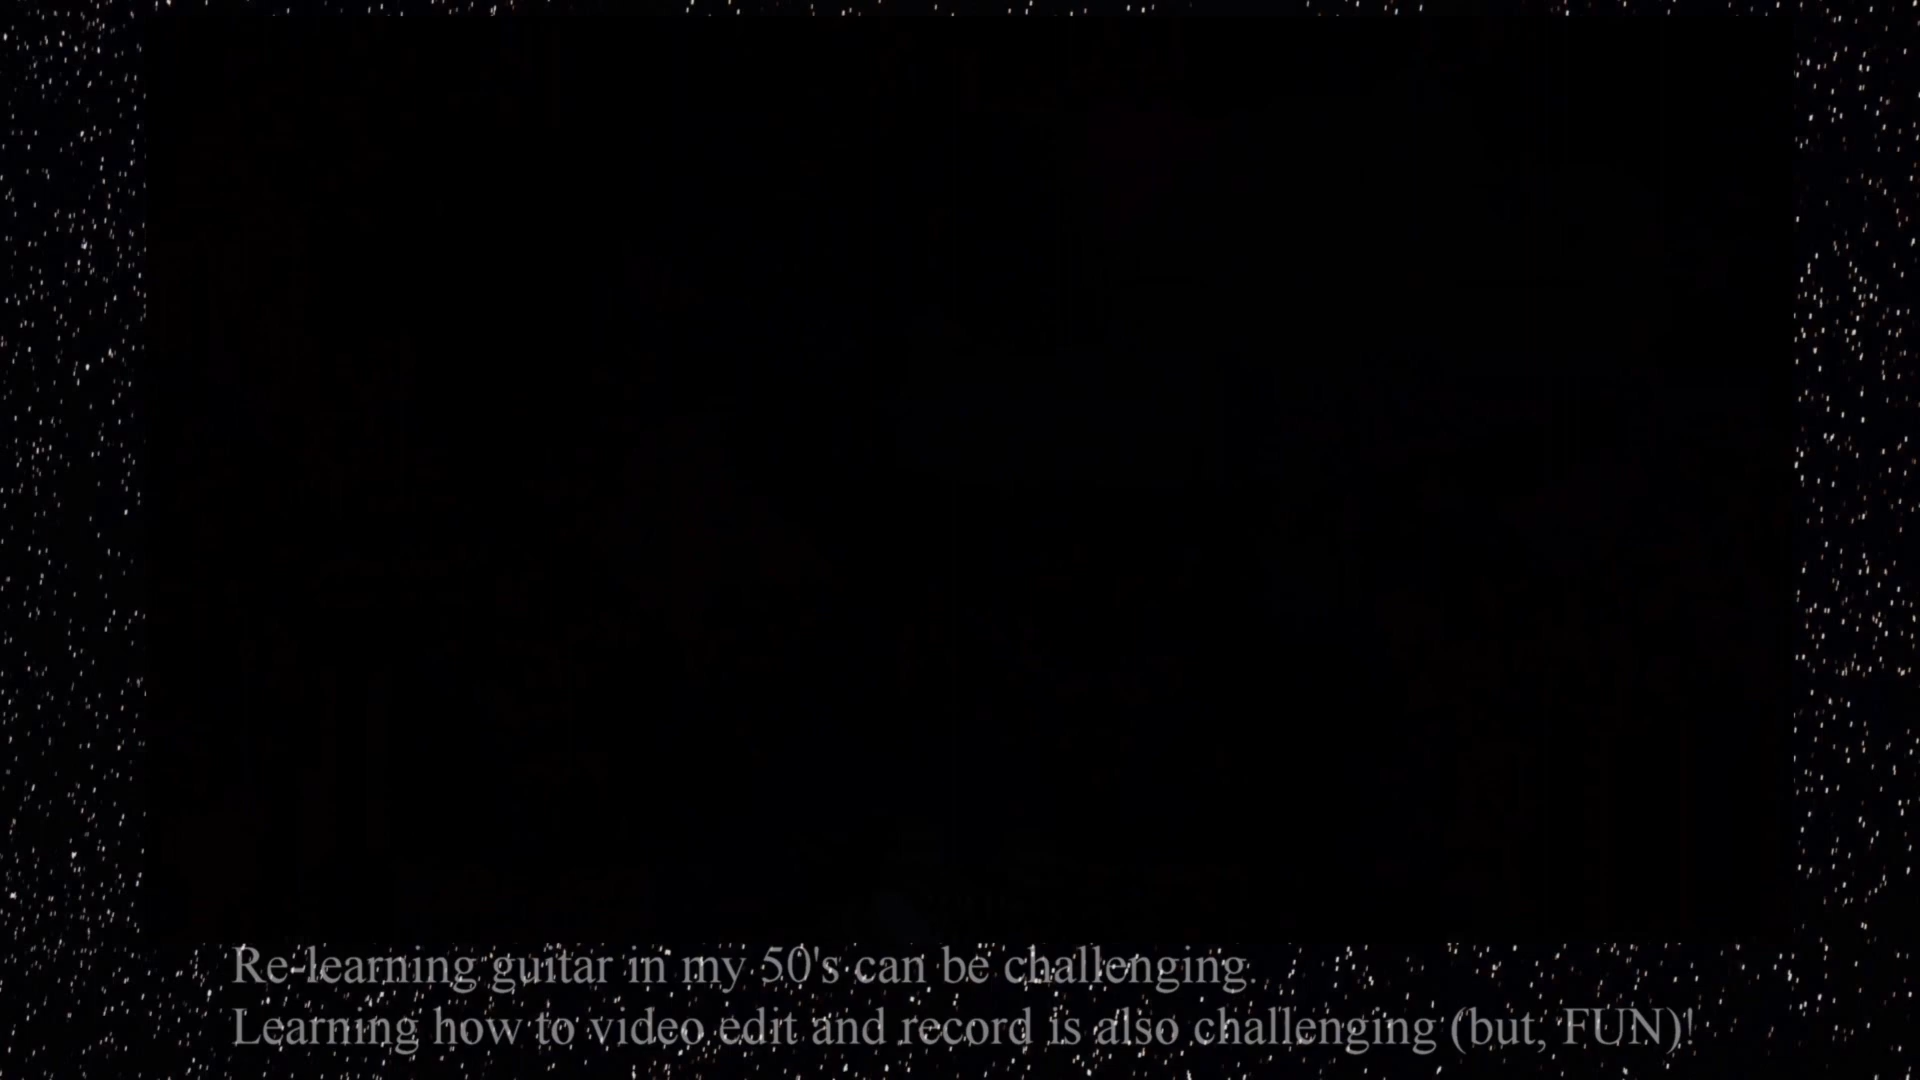 Re-learning guitar in my 50's can be challenging.
Learning how to video edit and record is also challenging (but, FUN)!